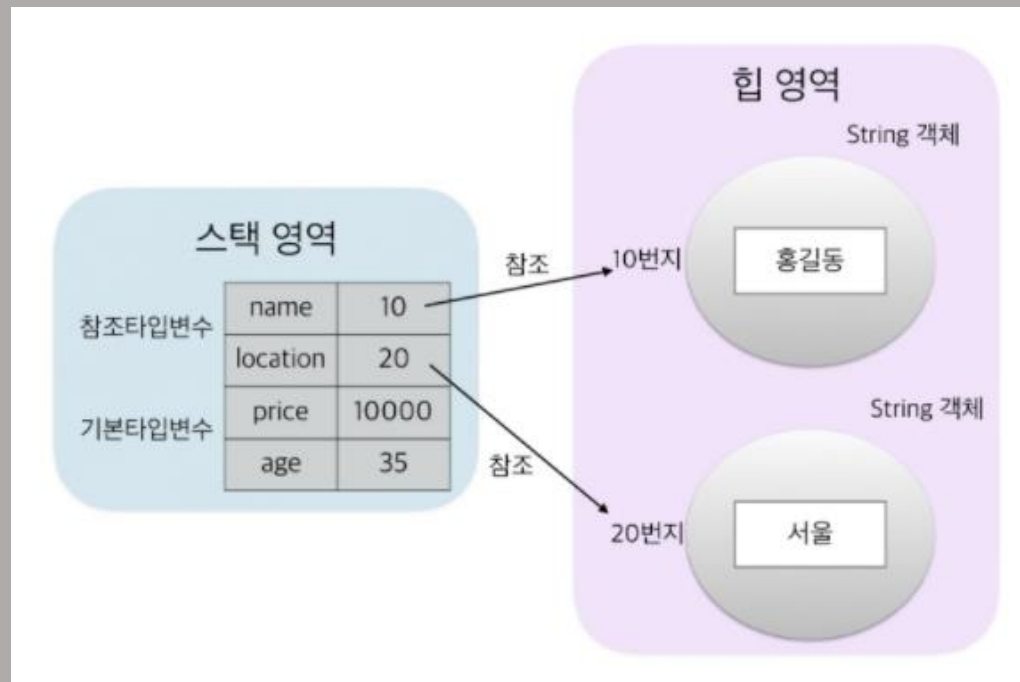 힙 영역
String 객체
스택 영역
참조
10번지
홍길동
참조타입변수
name 10
location 20
기본타입변수
price 10000
age 35
String 객체
참조
20번지
서울